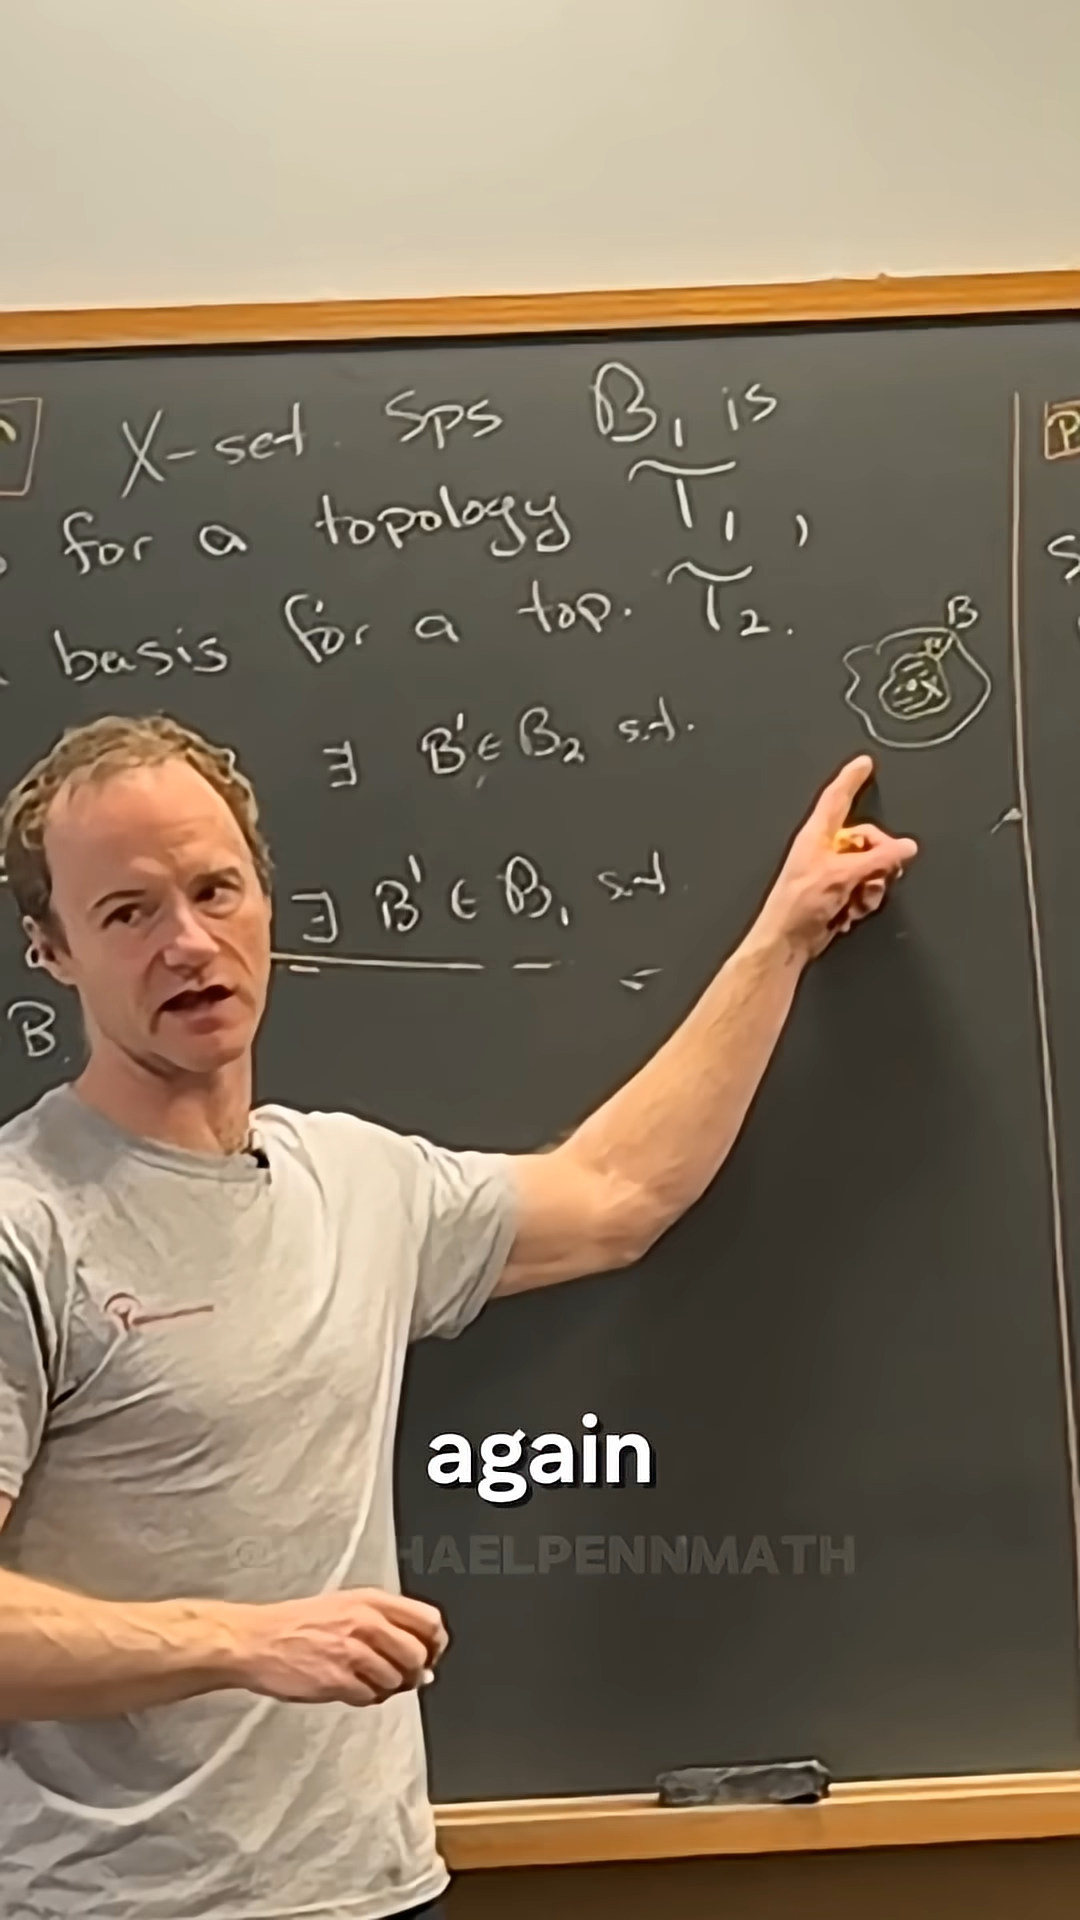 X-set. Sps B₁ is
for a topology T₁,
basis for a top. T₂.
B
B'
x
∃ B'∈ B₂ s.t.
∃ B' ∈ B₁ s.t
B
again
@MICHAELPENNMATH